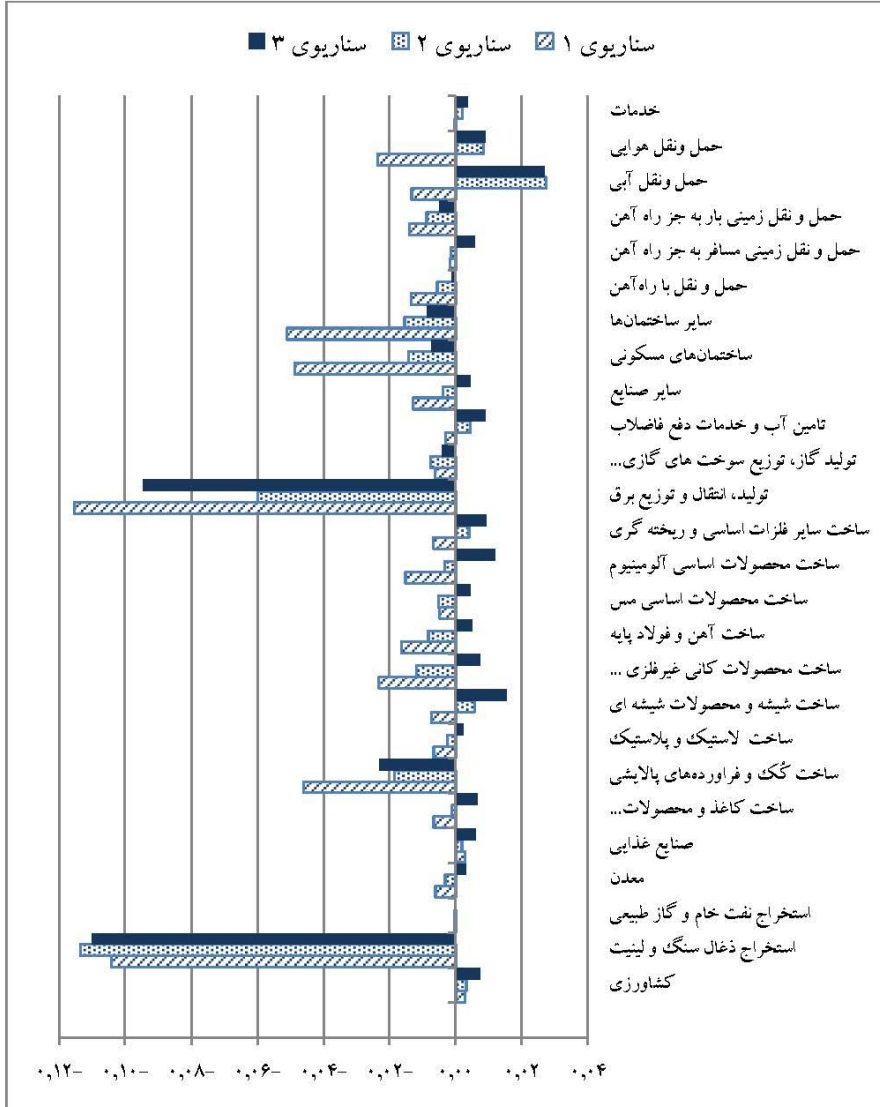 سناریوی ۱ سناریوی ۲ سناریوی ۳
خدمات
حمل ونقل هوایی
حمل ونقل آبی
حمل و نقل زمینی بار به جز راه آهن
حمل و نقل زمینی مسافر به جز راه آهن
حمل و نقل با راه‌آهن
سایر ساختمان‌ها
ساختمان‌های مسکونی
سایر صنایع
تامین آب و خدمات دفع فاضلاب
تولید گاز، توزیع سوخت های گازی...
تولید، انتقال و توزیع برق
ساخت سایر فلزات اساسی و ریخته گری
ساخت محصولات اساسی آلومینیوم
ساخت محصولات اساسی مس
ساخت آهن و فولاد پایه
ساخت محصولات کانی غیرفلزی ...
ساخت شیشه و محصولات شیشه ای
ساخت لاستیک و پلاستیک
ساخت کُک و فراورده‌های پالایشی
ساخت کاغذ و محصولات...
صنایع غذایی
معدن
استخراج نفت خام و گاز طبیعی
استخراج ذغال سنگ و لینیت
کشاورزی
۰,۱۲– ۰,۱۰– ۰,۰۸– ۰,۰۶– ۰,۰۴– ۰,۰۲– ۰,۰۰ ۰,۰۲ ۰,۰۴